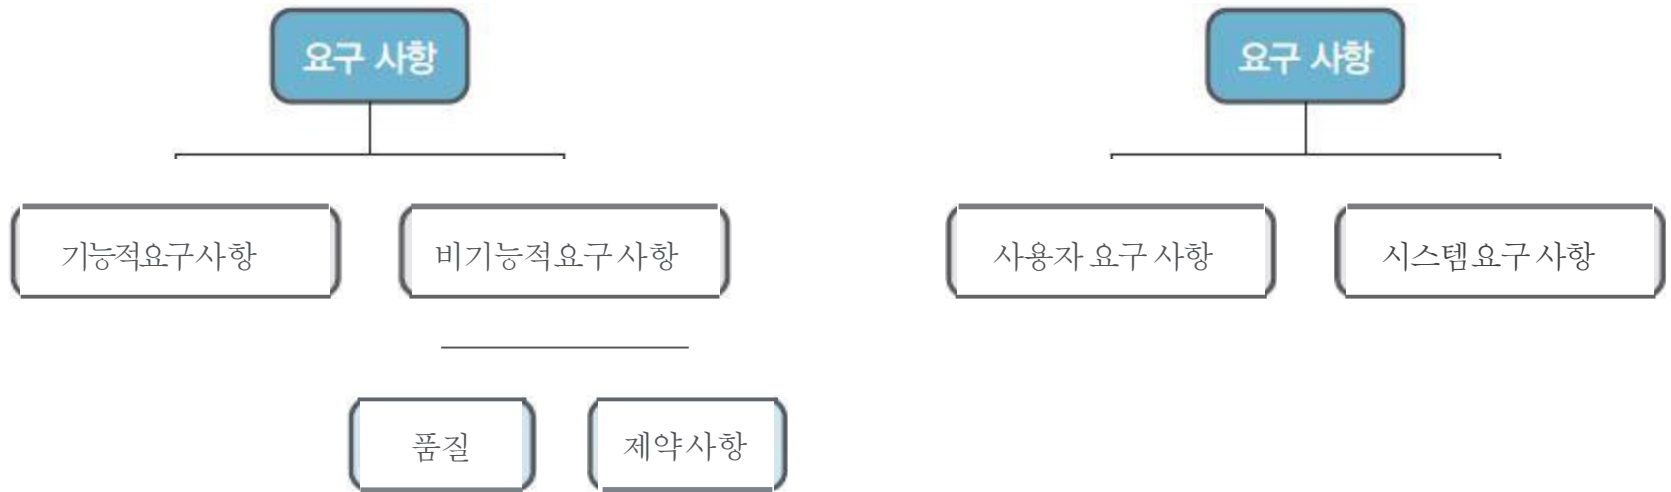 요구 사항
요구 사항
기능적요구사항
비기능적요구사항
사용자 요구 사항
시스템요구사항
품질
제약사항